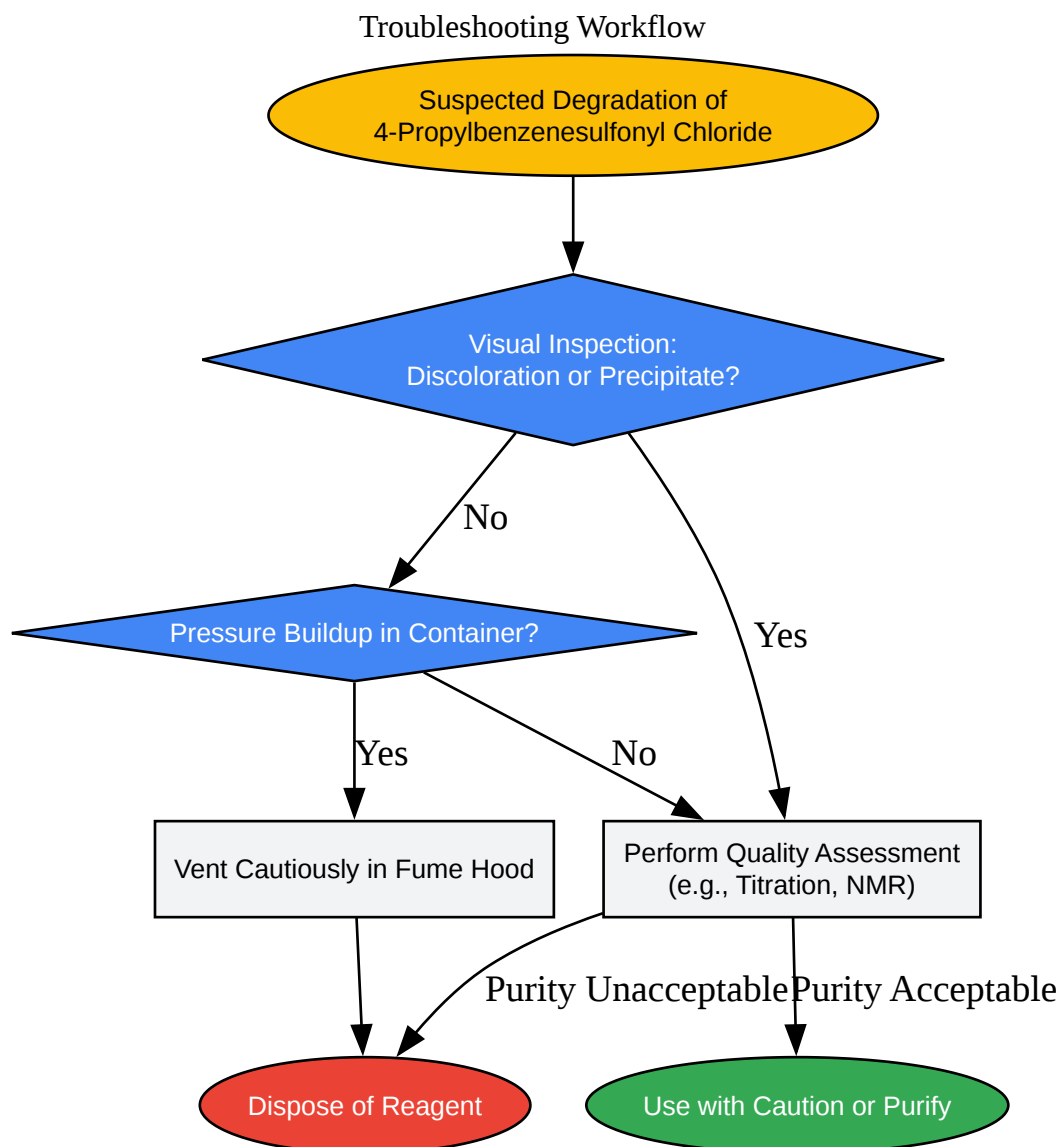 Troubleshooting Workflow
Suspected Degradation of
4-Propylbenzenesulfonyl Chloride
Visual Inspection:
Discoloration or Precipitate?
No
Yes
Pressure Buildup in Container?
Yes
No
Vent Cautiously in Fume Hood
Perform Quality Assessment
(e.g., Titration, NMR)
Purity Unacceptable
Purity Acceptable
Dispose of Reagent
Use with Caution or Purify